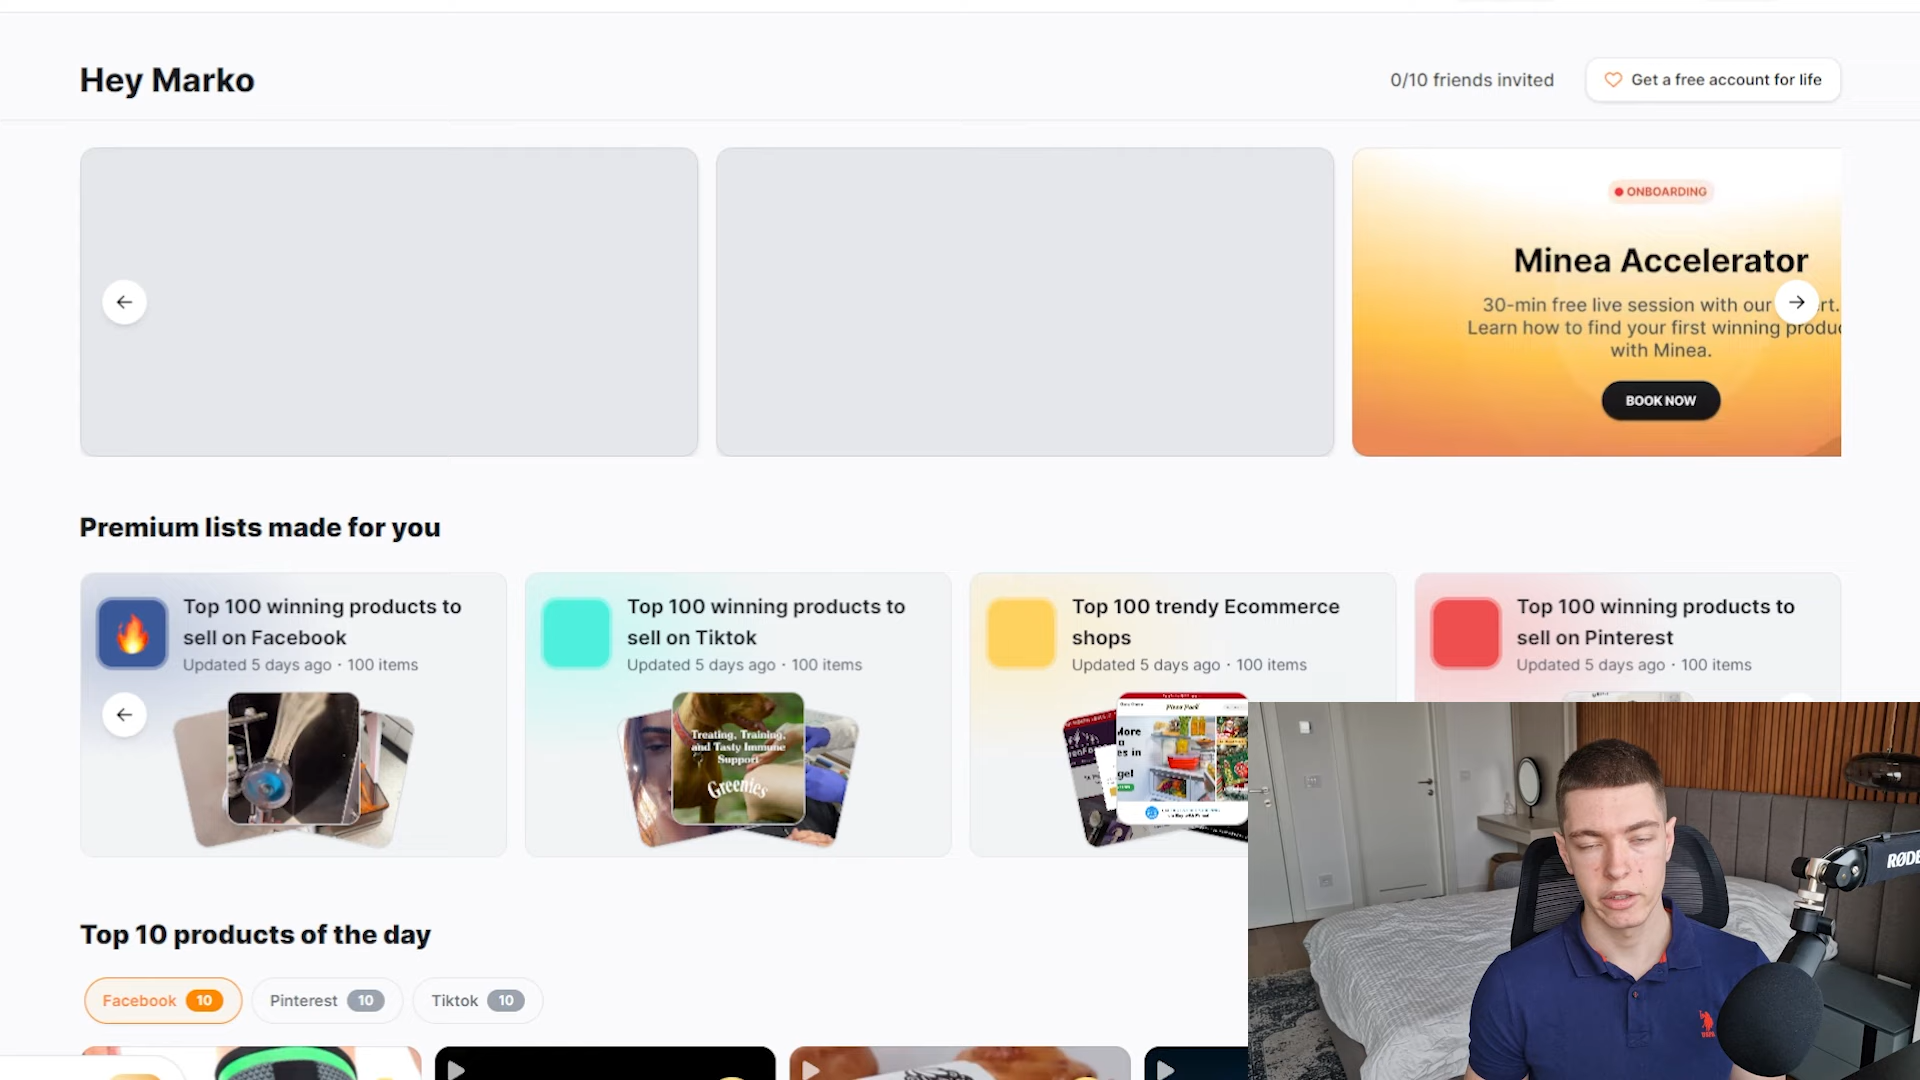 Hey Marko
0/10 friends invited
Get a free account for life
ONBOARDING
Minea Accelerator
30-min free live session with our rt.
Learn how to find your first winning produc
with Minea.
BOOK NOW
Premium lists made for you
Top 100 winning products to
sell on Facebook
Updated 5 days ago · 100 items
Top 100 winning products to
sell on Tiktok
Updated 5 days ago · 100 items
Treating, Training,
and Tasty Immune
Support
Greenies
Top 100 trendy Ecommerce
shops
Updated 5 days ago · 100 items
Top 100 winning products to
sell on Pinterest
Updated 5 days ago · 100 items
Top 10 products of the day
Facebook 10
Pinterest 10
Tiktok 10
RØDE